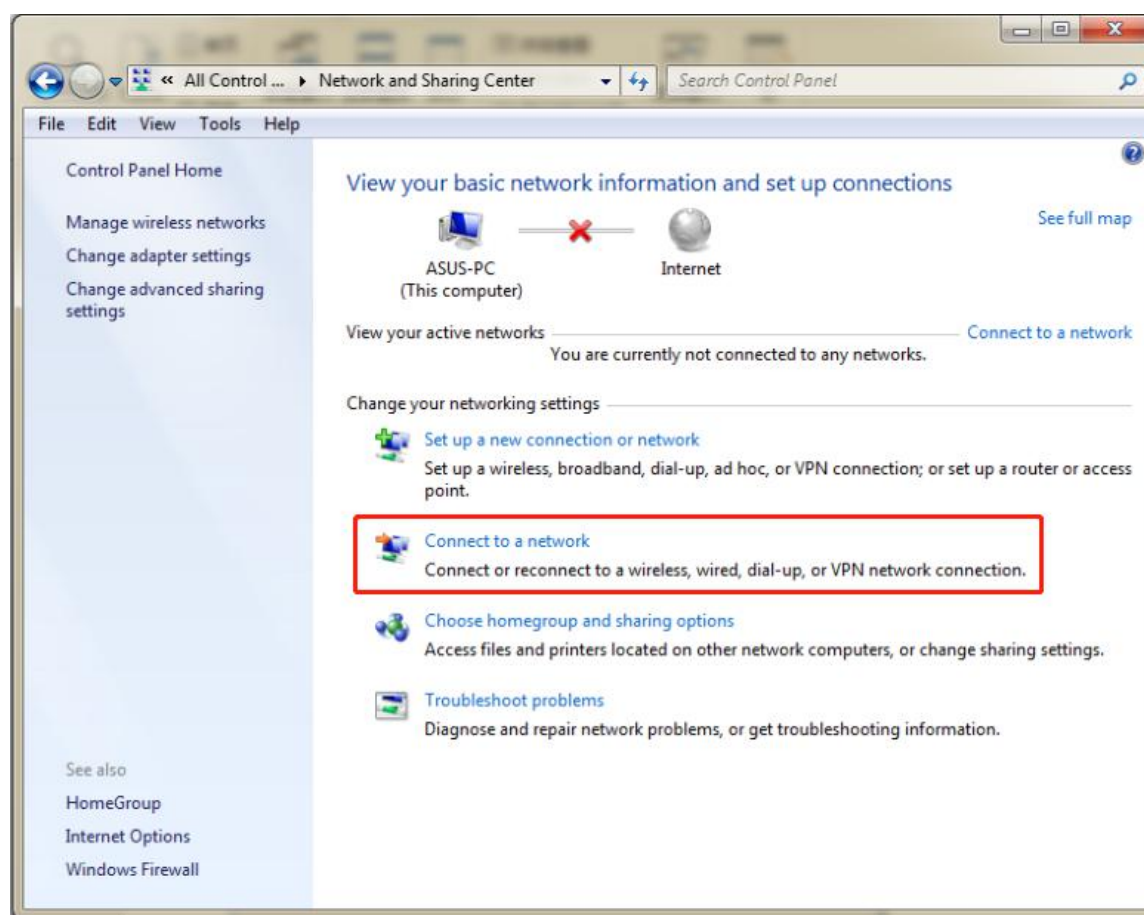 « All Control ... ▸ Network and Sharing Center
Search Control Panel
File Edit View Tools Help
Control Panel Home
Manage wireless networks
Change adapter settings
Change advanced sharing
settings
See also
HomeGroup
Internet Options
Windows Firewall
View your basic network information and set up connections
See full map
ASUS-PC
(This computer)
Internet
View your active networks
Connect to a network
You are currently not connected to any networks.
Change your networking settings
Set up a new connection or network
Set up a wireless, broadband, dial-up, ad hoc, or VPN connection; or set up a router or access
point.
Connect to a network
Connect or reconnect to a wireless, wired, dial-up, or VPN network connection.
Choose homegroup and sharing options
Access files and printers located on other network computers, or change sharing settings.
Troubleshoot problems
Diagnose and repair network problems, or get troubleshooting information.